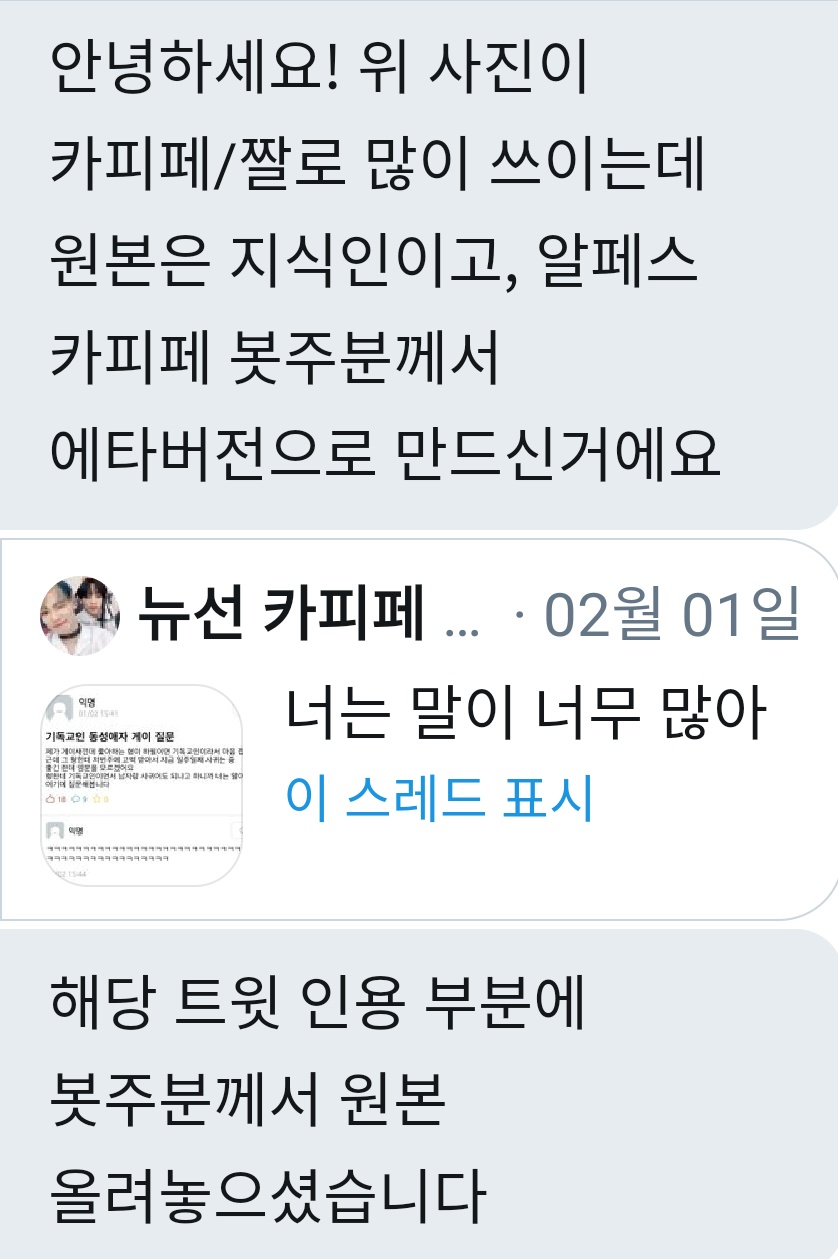 안녕하세요! 위 사진이
카피페/짤로 많이 쓰이는데
원본은 지식인이고, 알페스
카피페 봇주분께서
에타버전으로 만드신거에요
뉴선 카피페 ... · 02월 01일
너는 말이 너무 많아
이 스레드 표시
익명
기독교인 동성애자 게이 질문
18 9 0
익명
해당 트윗 인용 부분에
봇주분께서 원본
올려놓으셨습니다